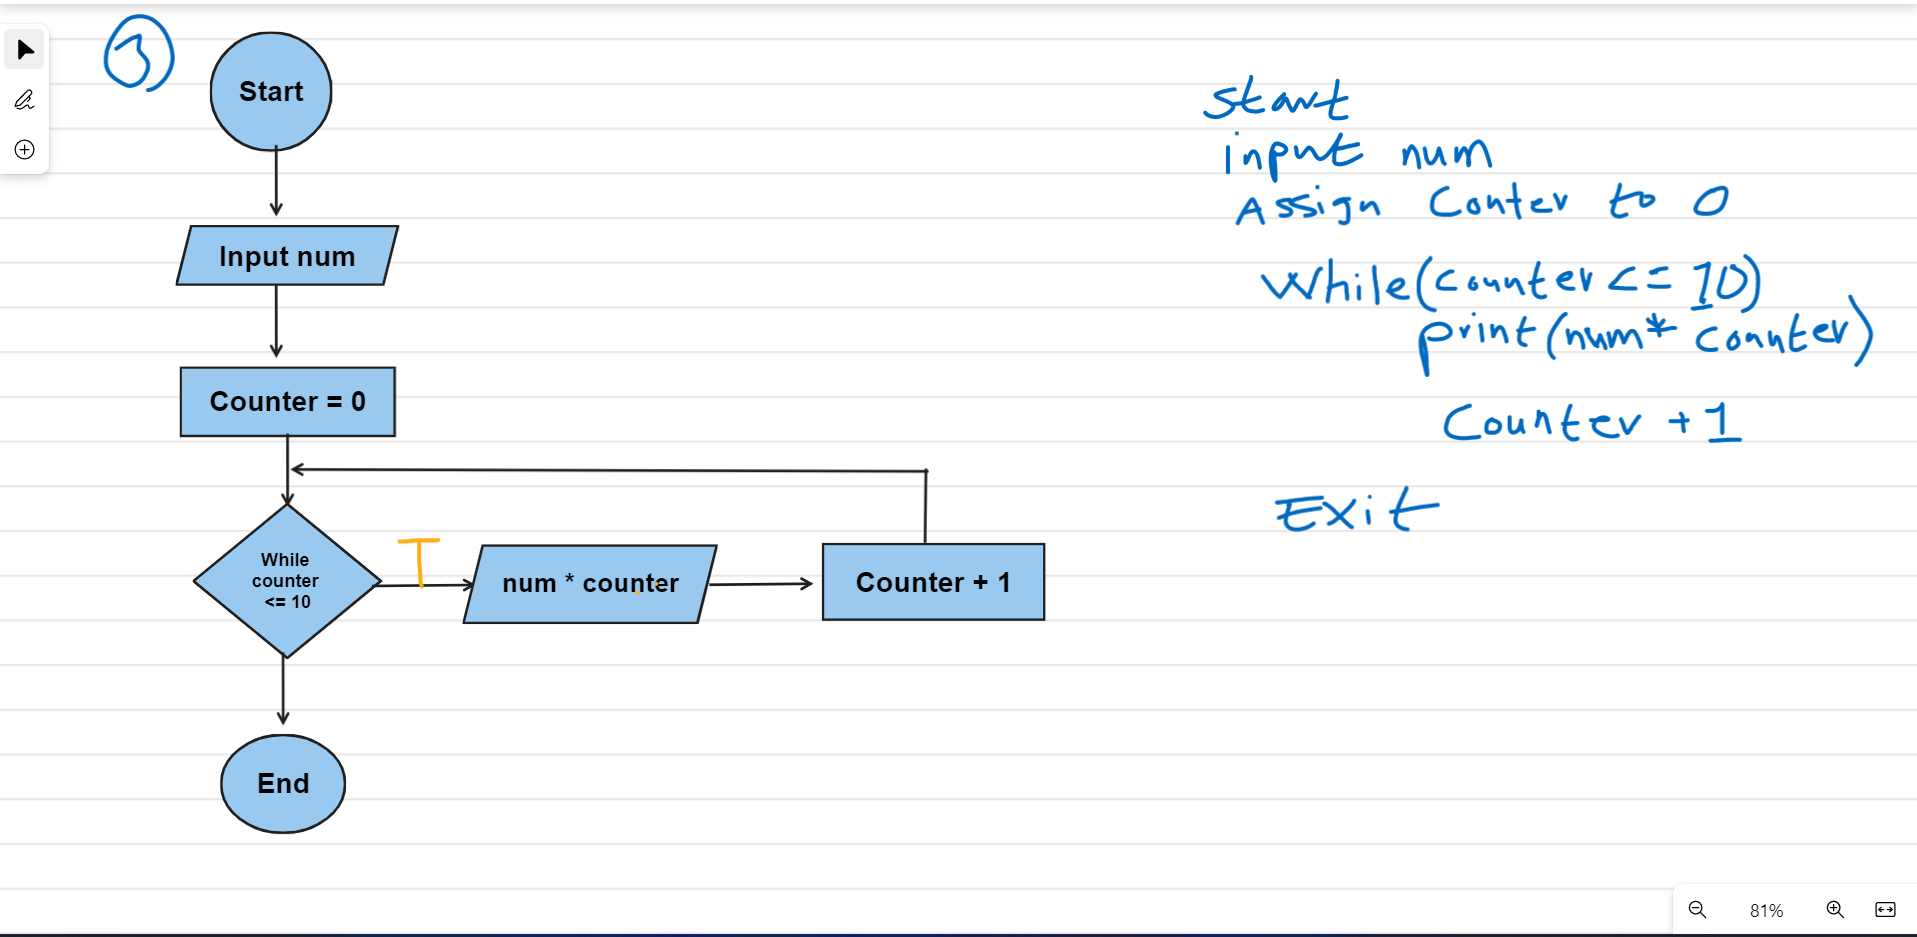 3
Start
Input num
Counter = 0
While
counter
<= 10
T
num * counter
Counter + 1
End
start
input num
Assign Conter to 0
While(counter <= 10)
print(num* counter)
Counter + 1
Exit
81%